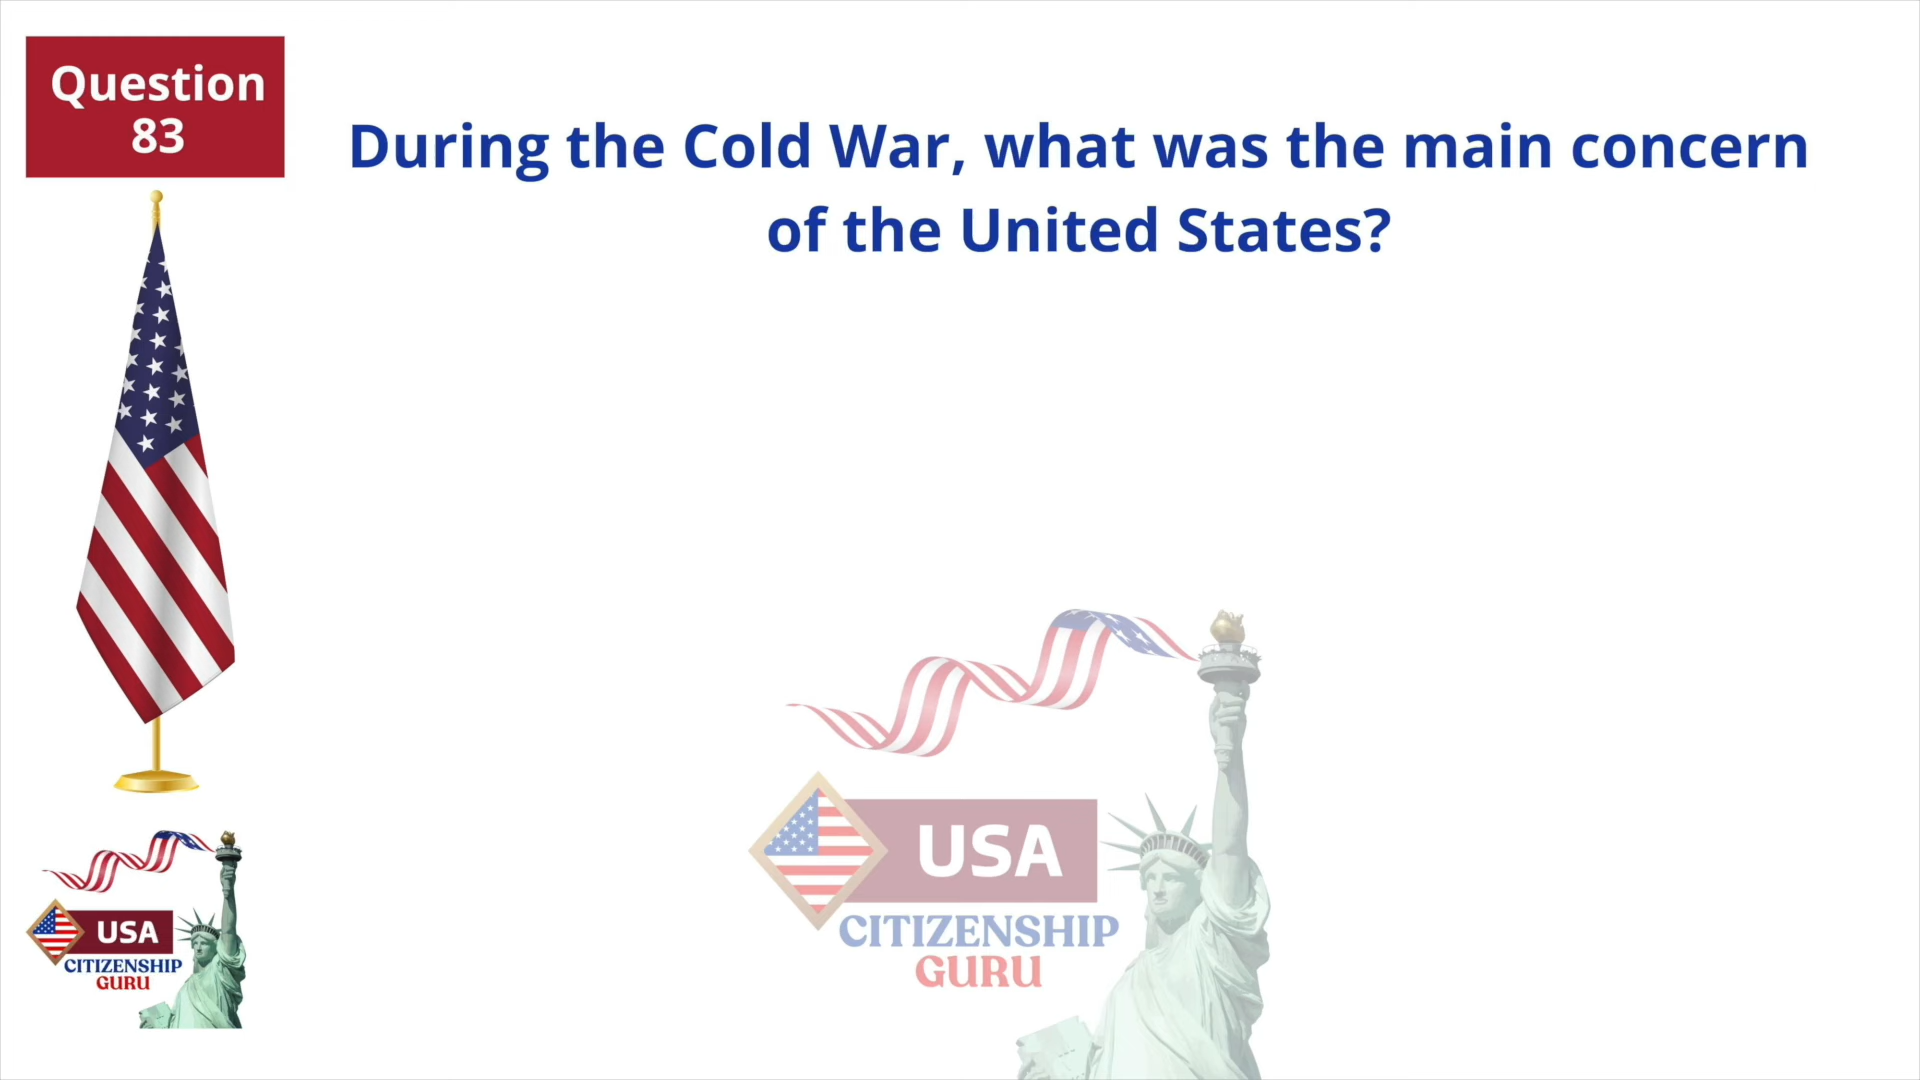 Question
83
During the Cold War, what was the main concern
of the United States?
USA
CITIZENSHIP
GURU
USA
CITIZENSHIP
GURU